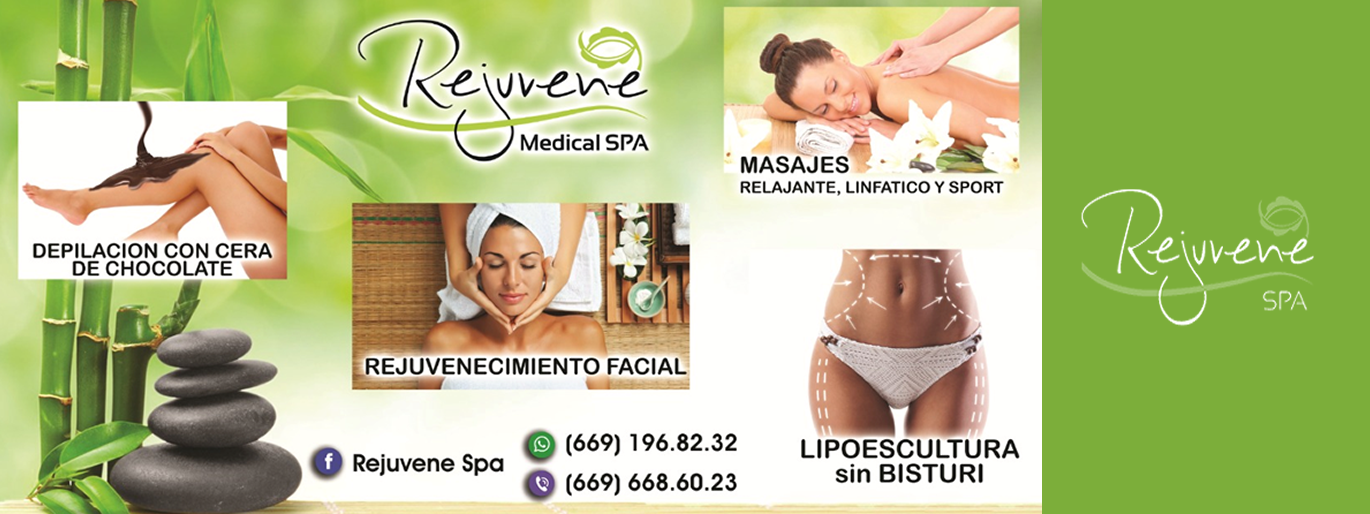 Rejuvene
Medical SPA
MASAJES
RELAJANTE, LINFATICO Y SPORT
DEPILACION CON CERA
DE CHOCOLATE
REJUVENECIMIENTO FACIAL
LIPOESCULTURA
sin BISTURI
f Rejuvene Spa
(669) 196.82.32
(669) 668.60.23
Rejuvene
SPA